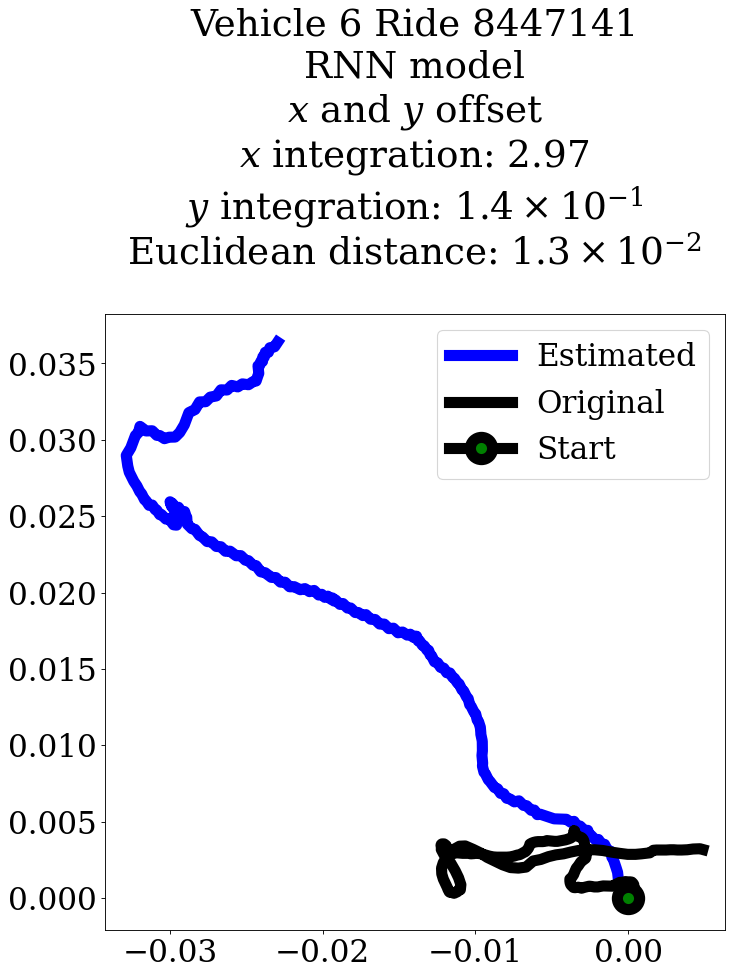 Vehicle 6 Ride 8447141
RNN model
x and y offset
x integration: 2.97
y integration: 1.4 × 10⁻¹
Euclidean distance: 1.3 × 10⁻²
Estimated
Original
Start
0.035
0.030
0.025
0.020
0.015
0.010
0.005
0.000
−0.03 −0.02 −0.01 0.00